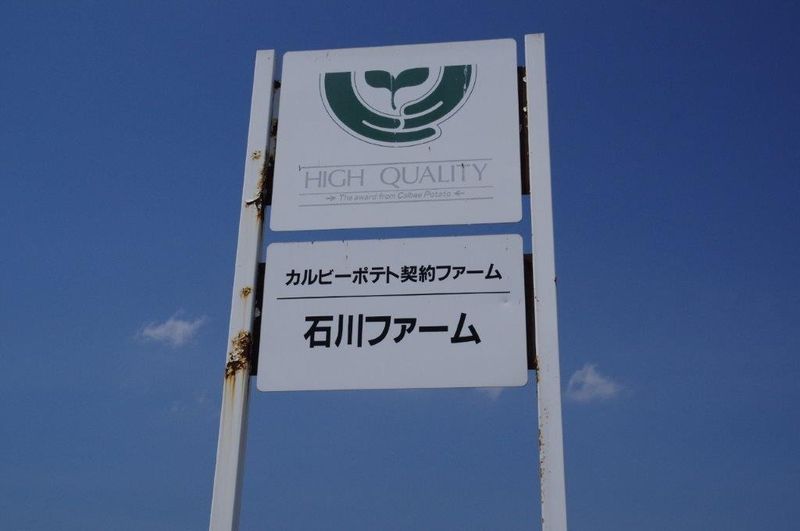 HIGH QUALITY
The award from Calbee Potato
カルビーポテト契約ファーム
石川ファーム